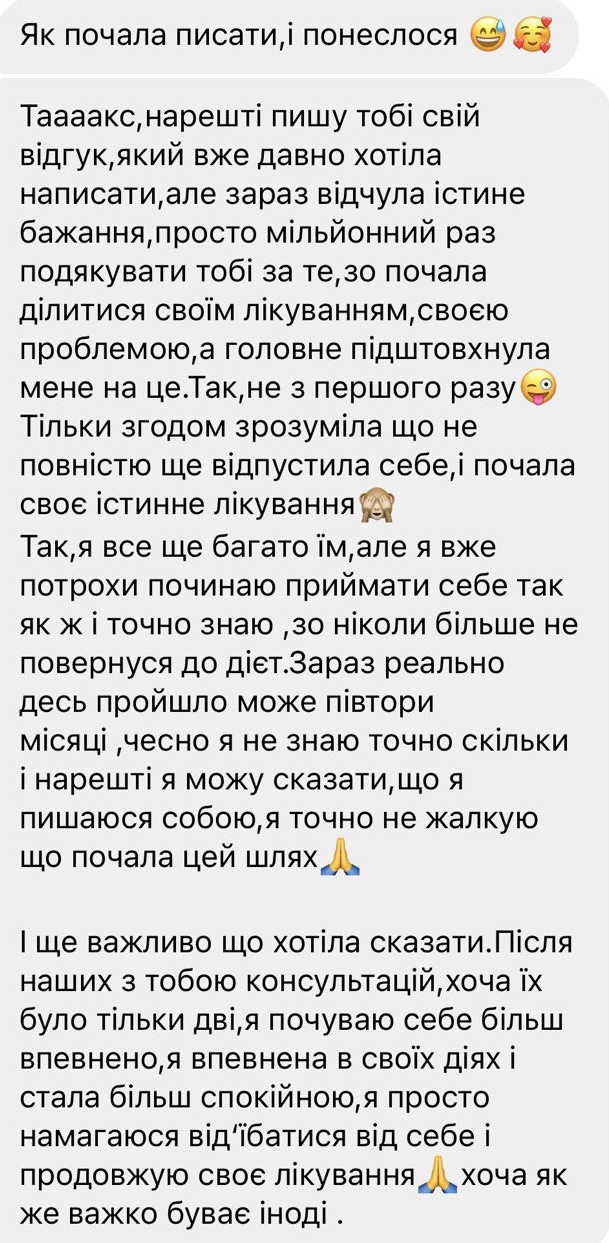 Як почала писати,і понеслося 😅🥰
Таааакс,нарешті пишу тобі свій
відгук,який вже давно хотіла
написати,але зараз відчула істине
бажання,просто мільйонний раз
подякувати тобі за те,зо почала
ділитися своїм лікуванням,своєю
проблемою,а головне підштовхнула
мене на це.Так,не з першого разу😜
Тільки згодом зрозуміла що не
повністю ще відпустила себе,і почала
своє істинне лікування🙈
Так,я все ще багато їм,але я вже
потрохи починаю приймати себе так
як ж і точно знаю ,зо ніколи більше не
повернуся до дієт.Зараз реально
десь пройшло може півтори
місяці ,чесно я не знаю точно скільки
і нарешті я можу сказати,що я
пишаюся собою,я точно не жалкую
що почала цей шлях🙏
І ще важливо що хотіла сказати.Після
наших з тобою консультацій,хоча їх
було тільки дві,я почуваю себе більш
впевнено,я впевнена в своїх діях і
стала більш спокійною,я просто
намагаюся від‘їбатися від себе і
продовжую своє лікування🙏хоча як
же важко буває іноді .